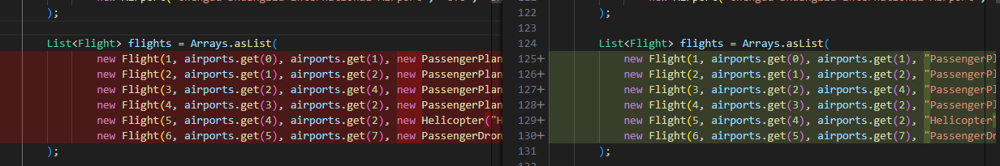 );
List<Flight> flights = Arrays.asList(
new Flight(1, airports.get(0), airports.get(1), new PassengerPlan
new Flight(2, airports.get(1), airports.get(2), new PassengerPlan
new Flight(3, airports.get(2), airports.get(4), new PassengerPlan
new Flight(4, airports.get(3), airports.get(2), new PassengerPlan
new Flight(5, airports.get(4), airports.get(2), new Helicopter("H
new Flight(6, airports.get(5), airports.get(7), new PassengerDron
);
122 );
123
124 List<Flight> flights = Arrays.asList(
125+ new Flight(1, airports.get(0), airports.get(1), "PassengerPl
126+ new Flight(2, airports.get(1), airports.get(2), "PassengerPl
127+ new Flight(3, airports.get(2), airports.get(4), "PassengerPl
128+ new Flight(4, airports.get(3), airports.get(2), "PassengerPl
129+ new Flight(5, airports.get(4), airports.get(2), "Helicopter"
130+ new Flight(6, airports.get(5), airports.get(7), "PassengerDr
131 );